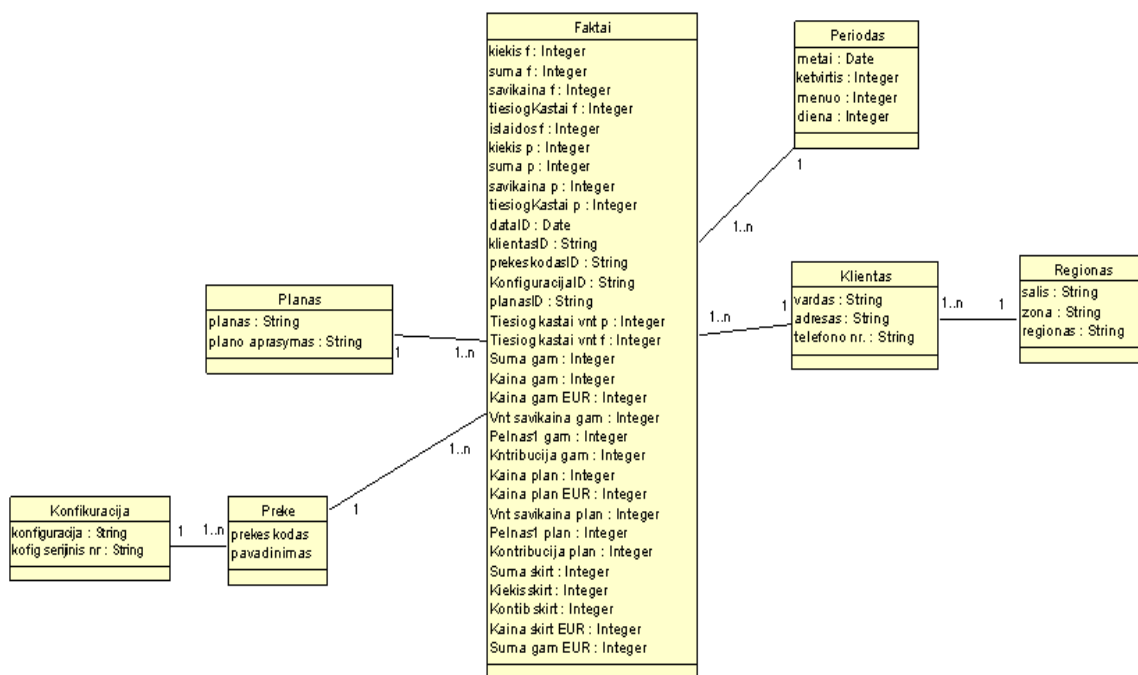 Faktai
kiekis f : Integer
suma f : Integer
savikaina f : Integer
tiesiogKastai f : Integer
islaidos f : Integer
kiekis p : Integer
suma p : Integer
savikaina p : Integer
tiesiogKastai p : Integer
dataID : Date
klientasID : String
prekeskodasID : String
KonfiguracijaID : String
planasID : String
Tiesiog kastai vnt p : Integer
Tiesiog kastai vnt f : Integer
Suma gam : Integer
Kaina gam : Integer
Kaina gam EUR : Integer
Vnt savikaina gam : Integer
Pelnas1 gam : Integer
Kntribucija gam : Integer
Kaina plan : Integer
Kaina plan EUR : Integer
Vnt savikaina plan : Integer
Pelnas1 plan : Integer
Kontribucija plan : Integer
Suma skirt : Integer
Kiekis skirt : Integer
Kontib skirt : Integer
Kaina skirt EUR : Integer
Suma gam EUR : Integer
Periodas
metai : Date
ketvirtis : Integer
menuo : Integer
diena : Integer
1
1..n
Klientas
vardas : String
adresas : String
telefono nr. : String
1
1..n
1..n
1
Regionas
salis : String
zona : String
regionas : String
Planas
planas : String
plano aprasymas : String
1
1..n
Konfikuracija
konfiguracija : String
kofig serijinis nr : String
1
1..n
Preke
prekes kodas
pavadinimas
1
1..n